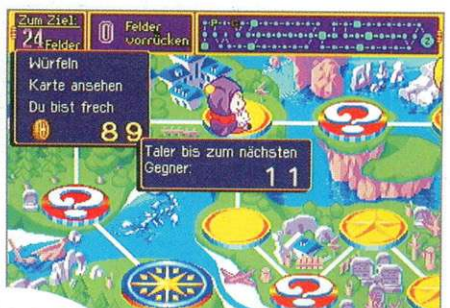 Zum Ziel:
24 Felder
0 Felder
vorrücken
Würfeln
Karte ansehen
Du bist frech
89
Taler bis zum nächsten
Gegner: 11